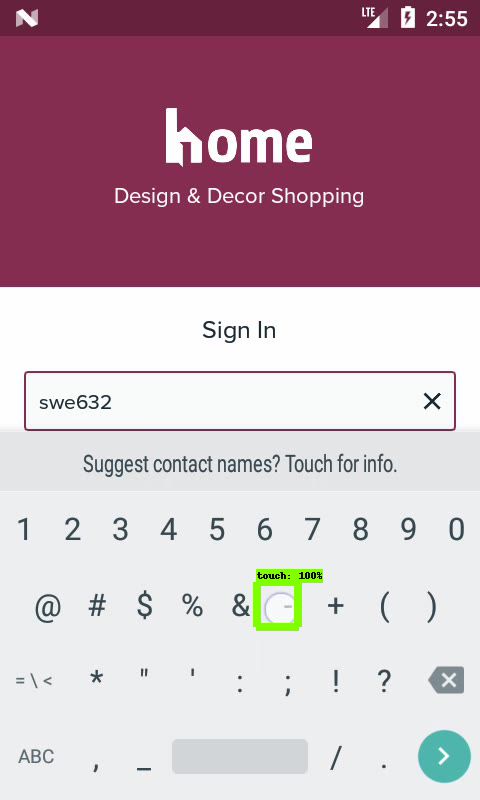 LTE 2:55
home
Design & Decor Shopping
Sign In
swe632
Suggest contact names? Touch for info.
1 2 3 4 5 6 7 8 9 0
touch: 100%
@ # $ % & - + ( )
= \ < * " ' : ; ! ?
ABC , _ / .